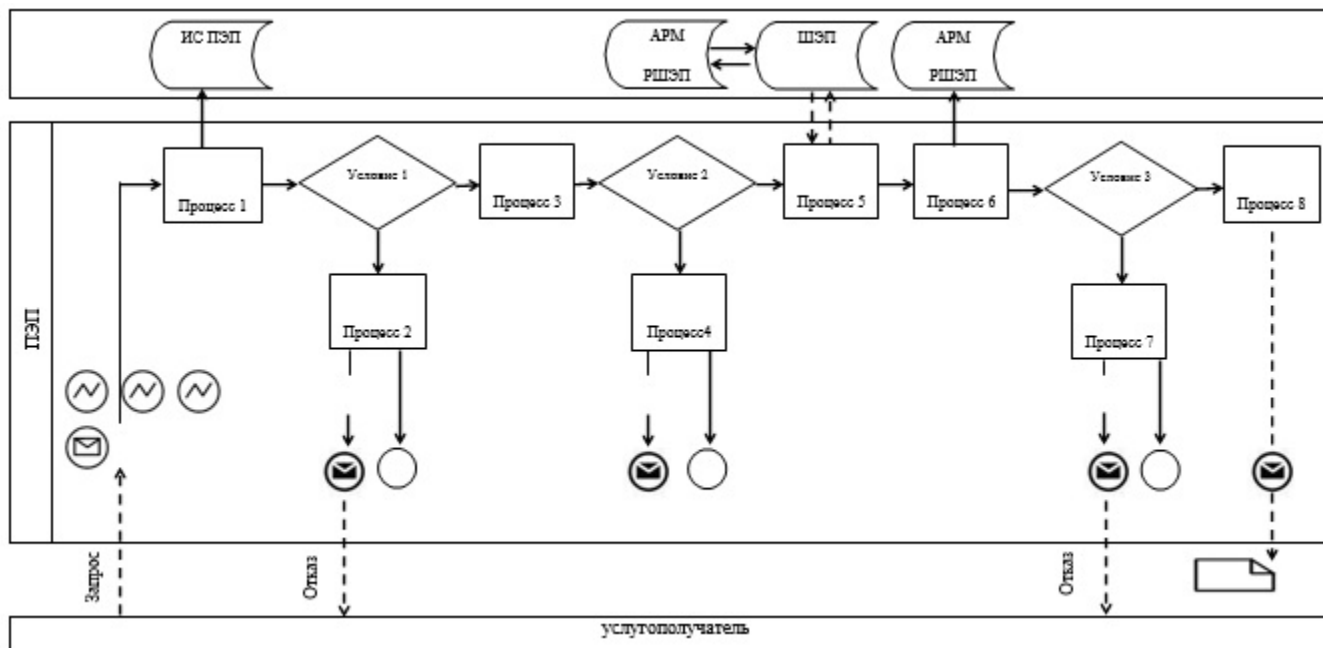 ИС ПЭП
АРМ
РШЭП
ШЭП
АРМ
РШЭП
ПЭП
Процесс 1
Условие 1
Процесс 3
Условие 2
Процесс 5
Процесс 6
Условие 3
Процесс 8
Процесс 2
Процесс4
Процесс 7
Запрос
Отказ
Отказ
услугополучатель